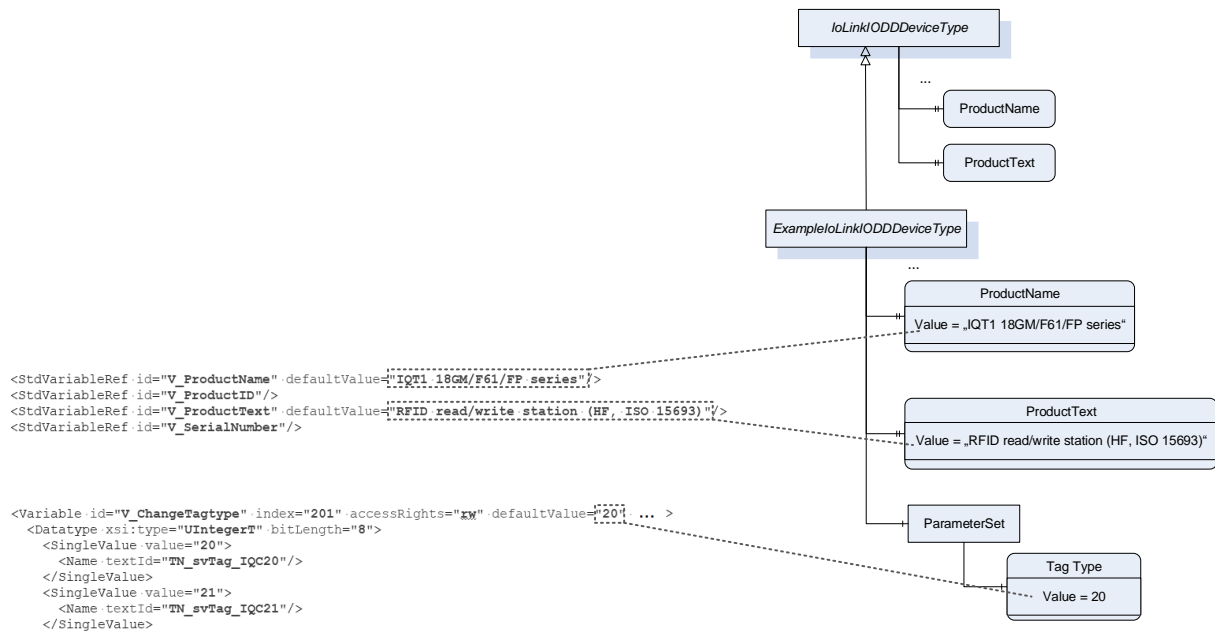 IoLinkIODDDeviceType
...
ProductName
ProductText
ExampleIoLinkIODDDeviceType
...
ProductName
Value = „IQT1 18GM/F61/FP series“
<StdVariableRef id="V_ProductName" defaultValue="IQT1 18GM/F61/FP series"/>
<StdVariableRef id="V_ProductID"/>
<StdVariableRef id="V_ProductText" defaultValue="RFID read/write station (HF, ISO 15693)"/>
<StdVariableRef id="V_SerialNumber"/>
ProductText
Value = „RFID read/write station (HF, ISO 15693)“
<Variable id="V_ChangeTagtype" index="201" accessRights="rw" defaultValue="20" ... >
<Datatype xsi:type="UIntegerT" bitLength="8">
<SingleValue value="20">
<Name textId="TN_svTag_IQC20"/>
</SingleValue>
<SingleValue value="21">
<Name textId="TN_svTag_IQC21"/>
</SingleValue>
ParameterSet
Tag Type
Value = 20